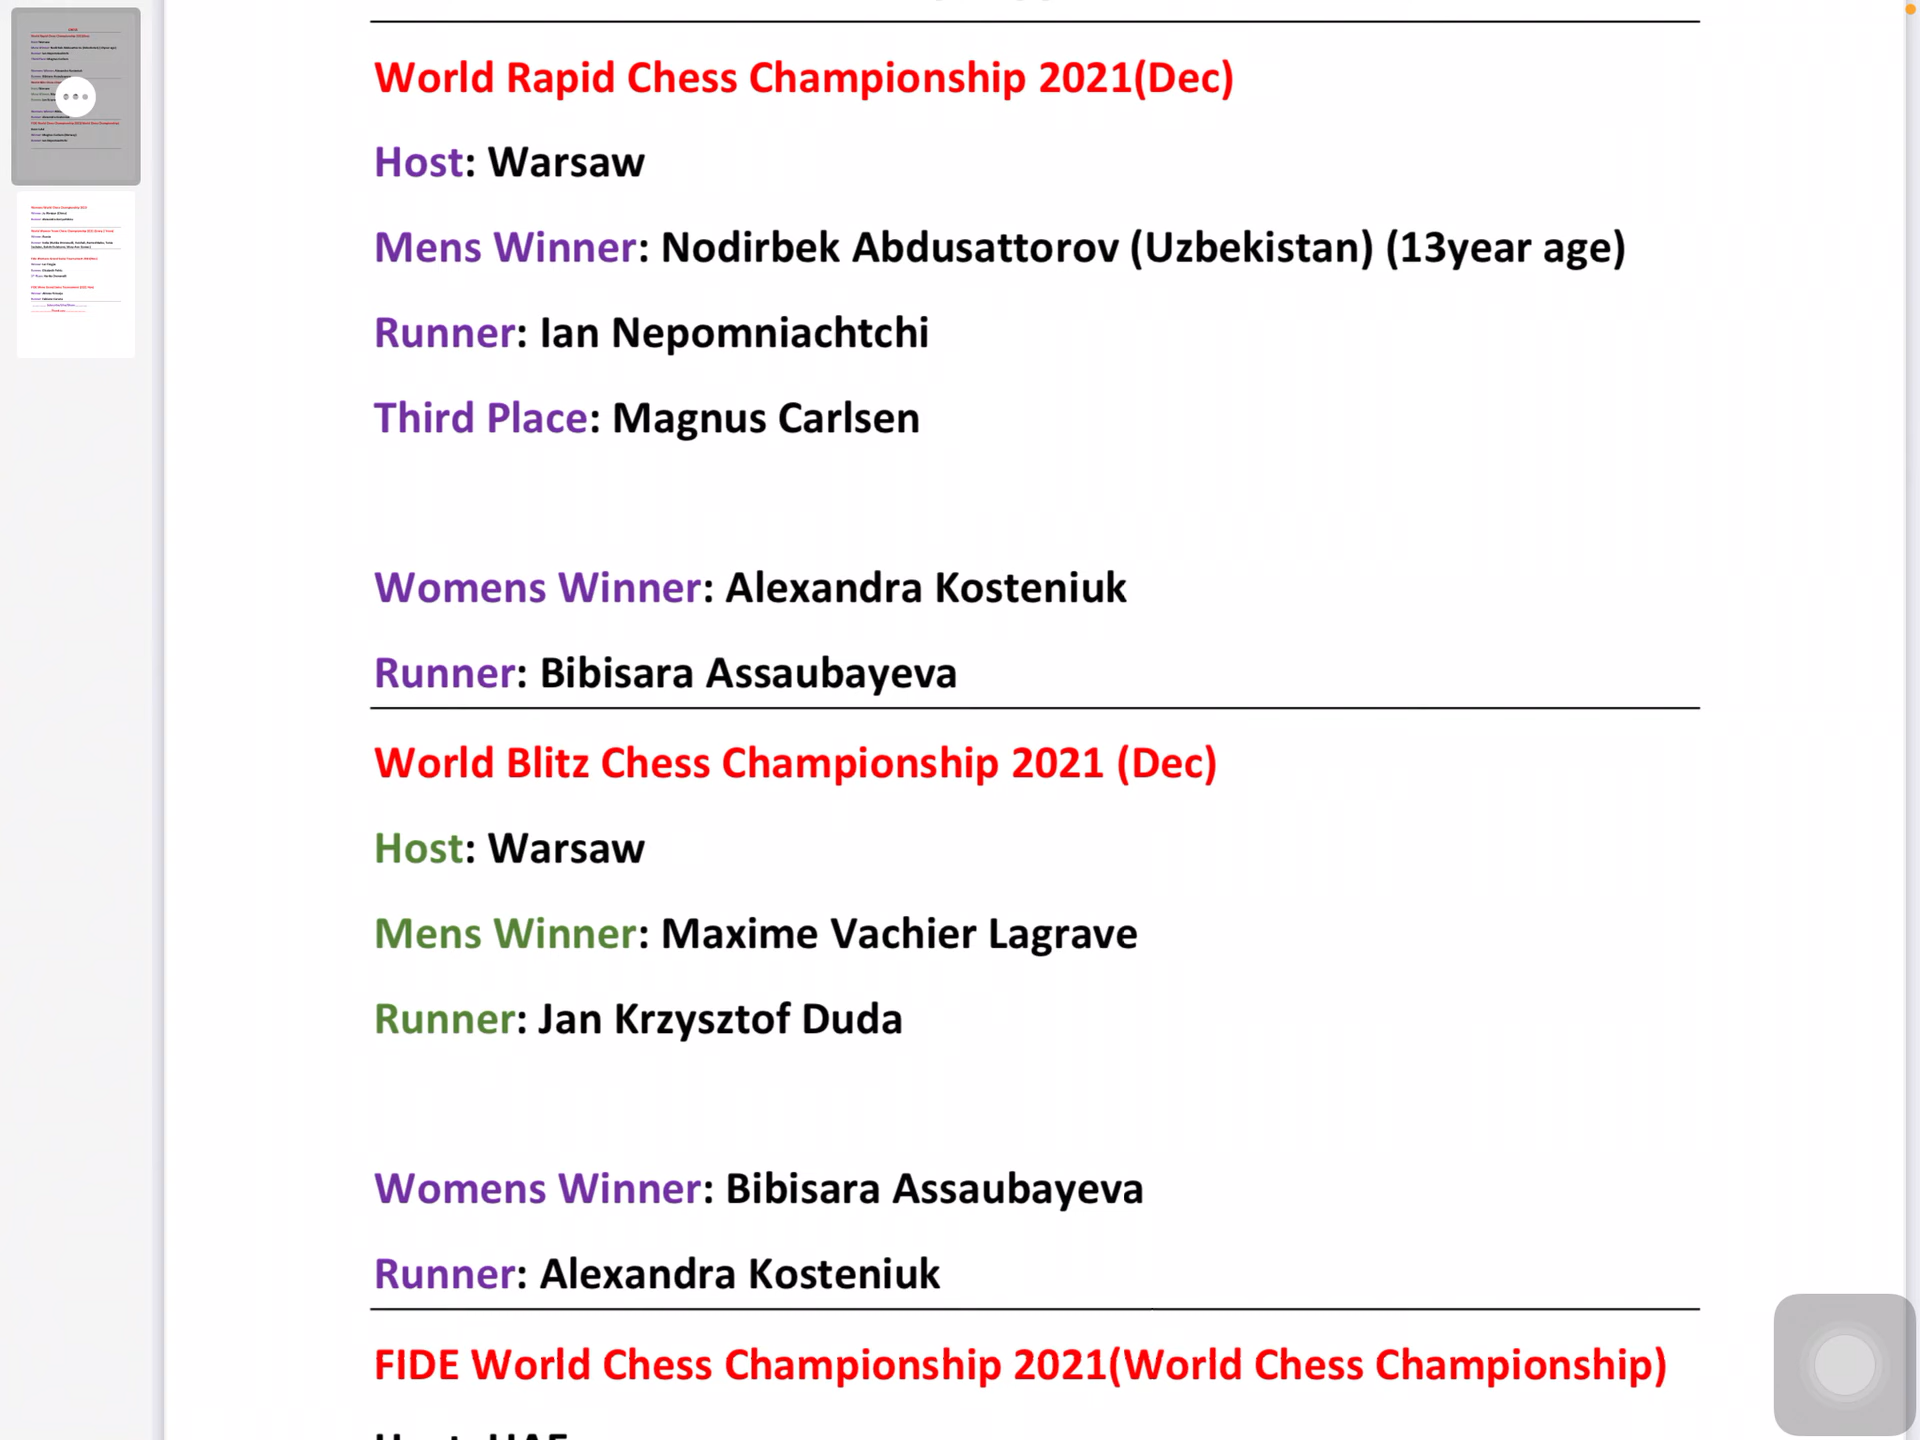 World Rapid Chess Championship 2021(Dec)
Host: Warsaw
Mens Winner: Nodirbek Abdusattorov (Uzbekistan) (13year age)
Runner: Ian Nepomniachtchi
Third Place: Magnus Carlsen
Womens Winner: Alexandra Kosteniuk
Runner: Bibisara Assaubayeva
World Blitz Chess Championship 2021 (Dec)
Host: Warsaw
Mens Winner: Maxime Vachier Lagrave
Runner: Jan Krzysztof Duda
Womens Winner: Bibisara Assaubayeva
Runner: Alexandra Kosteniuk
FIDE World Chess Championship 2021(World Chess Championship)
Host: UAE